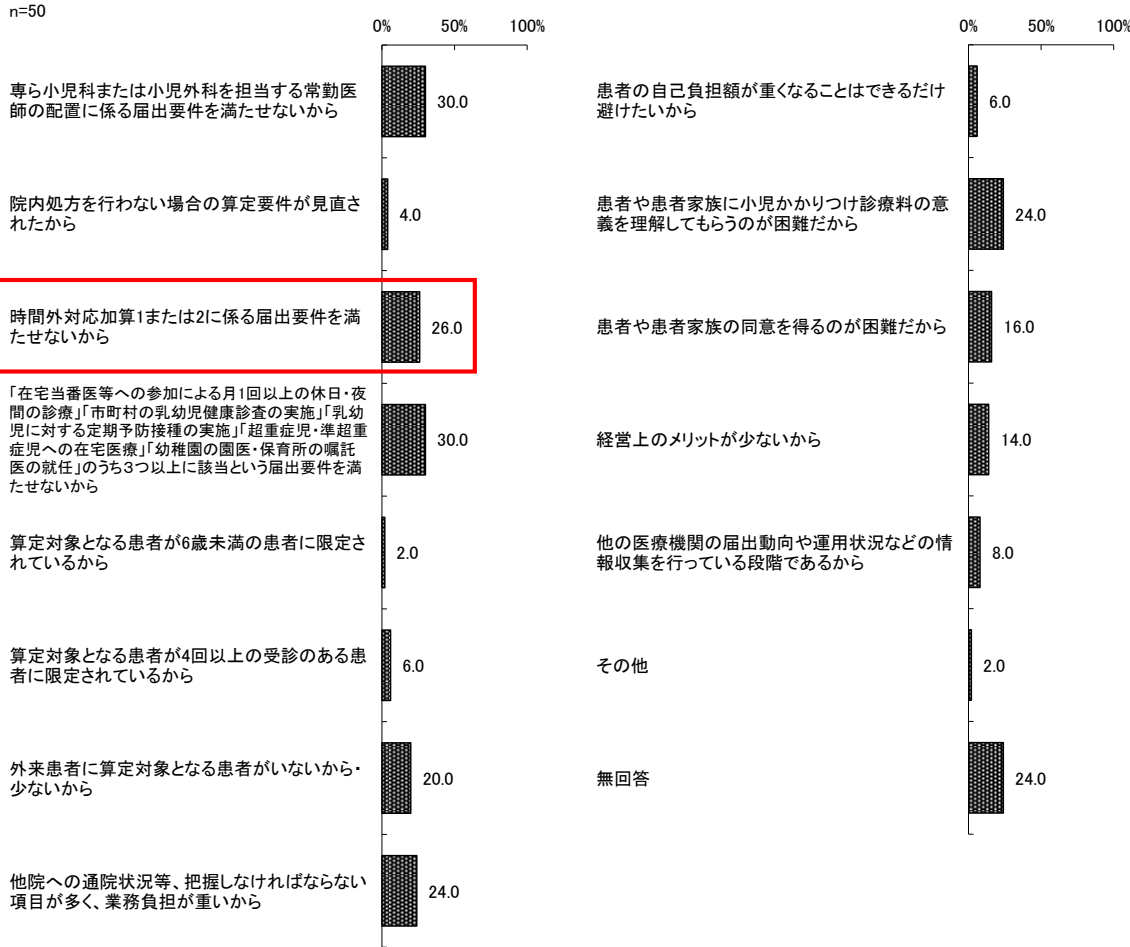 n=50
0% 50% 100%
専ら小児科または小児外科を担当する常勤医
師の配置に係る届出要件を満たせないから
30.0
院内処方を行わない場合の算定要件が見直さ
れたから
4.0
時間外対応加算1または2に係る届出要件を満
たせないから
26.0
「在宅当番医等への参加による月1回以上の休日・夜
間の診療」「市町村の乳幼児健康診査の実施」「乳幼
児に対する定期予防接種の実施」「超重症児・準超重
症児への在宅医療」「幼稚園の園医・保育所の嘱託
医の就任」のうち3つ以上に該当という届出要件を満
たせないから
30.0
算定対象となる患者が6歳未満の患者に限定さ
れているから
2.0
算定対象となる患者が4回以上の受診のある患
者に限定されているから
6.0
外来患者に算定対象となる患者がいないから・
少ないから
20.0
他院への通院状況等、把握しなければならない
項目が多く、業務負担が重いから
24.0
0% 50% 100%
患者の自己負担額が重くなることはできるだけ
避けたいから
6.0
患者や患者家族に小児かかりつけ診療料の意
義を理解してもらうのが困難だから
24.0
患者や患者家族の同意を得るのが困難だから
16.0
経営上のメリットが少ないから
14.0
他の医療機関の届出動向や運用状況などの情
報収集を行っている段階であるから
8.0
その他
2.0
無回答
24.0